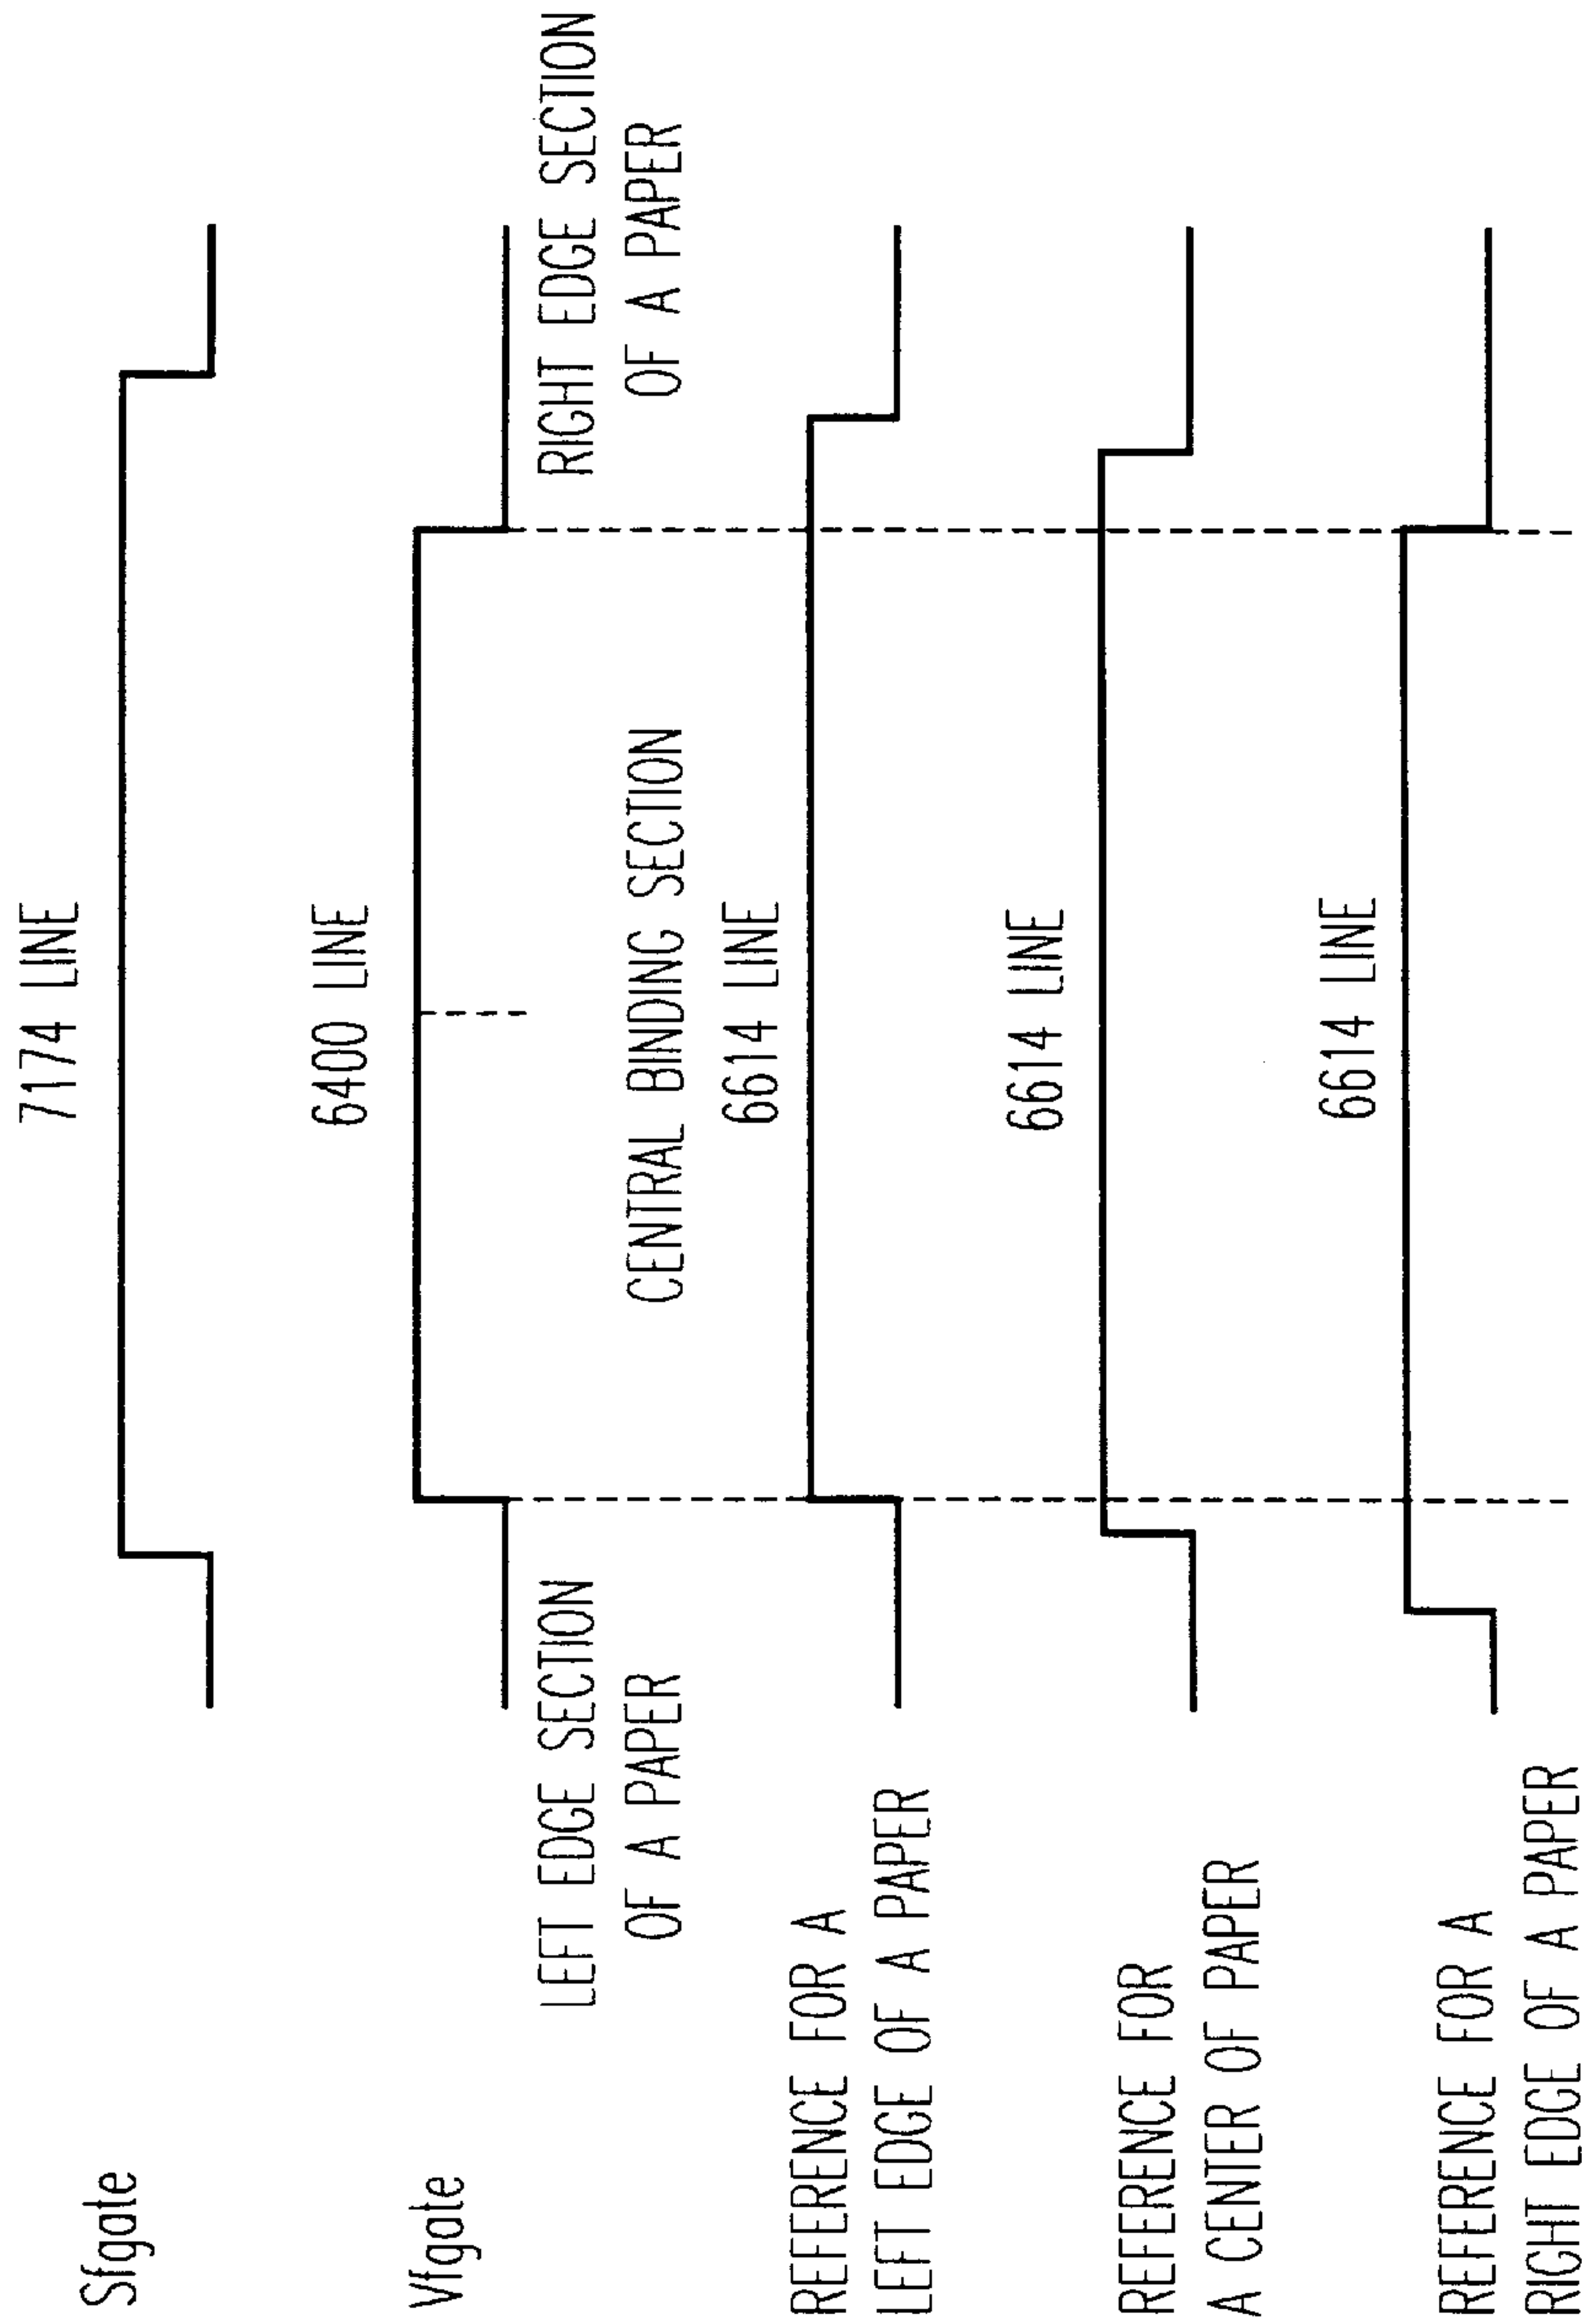 7174 LINE
Sfgate
6400 LINE
Vfgate
LEFT EDGE SECTION
OF A PAPER
CENTRAL BINDING SECTION
RIGHT EDGE SECTION
OF A PAPER
6614 LINE
REFERENCE FOR A
LEFT EDGE OF A PAPER
6614 LINE
REFERENCE FOR
A CENTER OF PAPER
6614 LINE
REFERENCE FOR A
RIGHT EDGE OF A PAPER